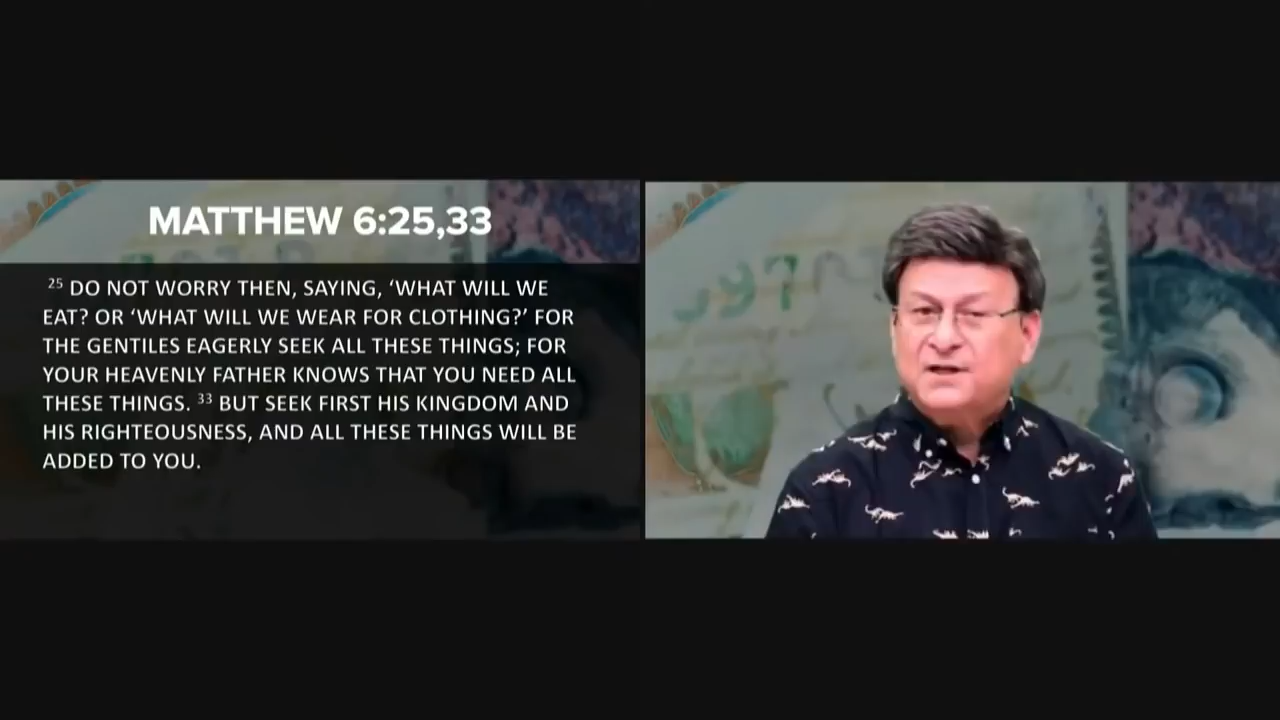 MATTHEW 6:25,33
25 DO NOT WORRY THEN, SAYING, ‘WHAT WILL WE
EAT? OR ‘WHAT WILL WE WEAR FOR CLOTHING?’ FOR
THE GENTILES EAGERLY SEEK ALL THESE THINGS; FOR
YOUR HEAVENLY FATHER KNOWS THAT YOU NEED ALL
THESE THINGS. 33 BUT SEEK FIRST HIS KINGDOM AND
HIS RIGHTEOUSNESS, AND ALL THESE THINGS WILL BE
ADDED TO YOU.